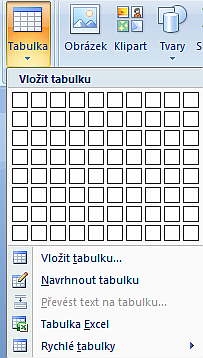 Tabulka Obrázek Klipart Tvary S
Vložit tabulku
Vložit tabulku...
Navrhnout tabulku
Převést text na tabulku...
Tabulka Excel
Rychlé tabulky